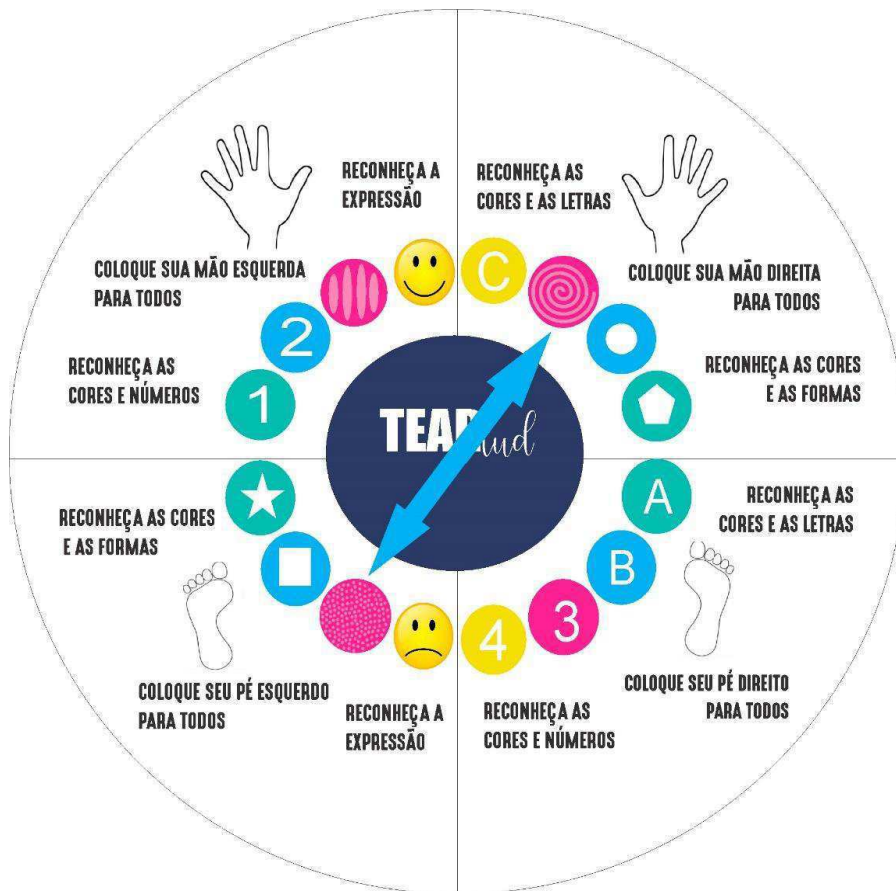 RECONHEÇA A
EXPRESSÃO
RECONHEÇA AS
CORES E AS LETRAS
COLOQUE SUA MÃO ESQUERDA
PARA TODOS
COLOQUE SUA MÃO DIREITA
PARA TODOS
C
2
RECONHEÇA AS
CORES E NÚMEROS
1
RECONHEÇA AS CORES
E AS FORMAS
RECONHEÇA AS CORES
E AS FORMAS
A
RECONHEÇA AS
CORES E AS LETRAS
B
4
3
COLOQUE SEU PÉ ESQUERDO
PARA TODOS
COLOQUE SEU PÉ DIREITO
PARA TODOS
RECONHEÇA A
EXPRESSÃO
RECONHEÇA AS
CORES E NÚMEROS